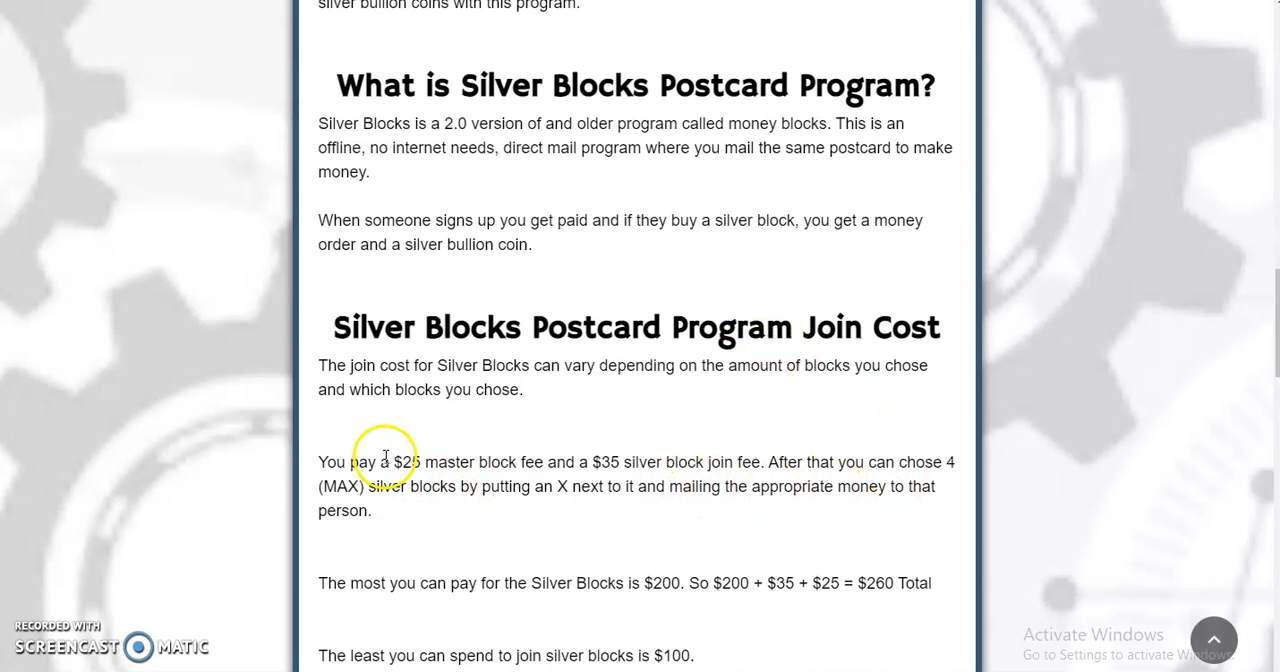 silver bullion coins with this program.
What is Silver Blocks Postcard Program?
Silver Blocks is a 2.0 version of and older program called money blocks. This is an
offline, no internet needs, direct mail program where you mail the same postcard to make
money.
When someone signs up you get paid and if they buy a silver block, you get a money
order and a silver bullion coin.
Silver Blocks Postcard Program Join Cost
The join cost for Silver Blocks can vary depending on the amount of blocks you chose
and which blocks you chose.
You pay a $25 master block fee and a $35 silver block join fee. After that you can chose 4
(MAX) silver blocks by putting an X next to it and mailing the appropriate money to that
person.
The most you can pay for the Silver Blocks is $200. So $200 + $35 + $25 = $260 Total
The least you can spend to join silver blocks is $100.
RECORDED WITH
SCREENCAST MATIC
Activate Windows
Go to Settings to activate Windows.